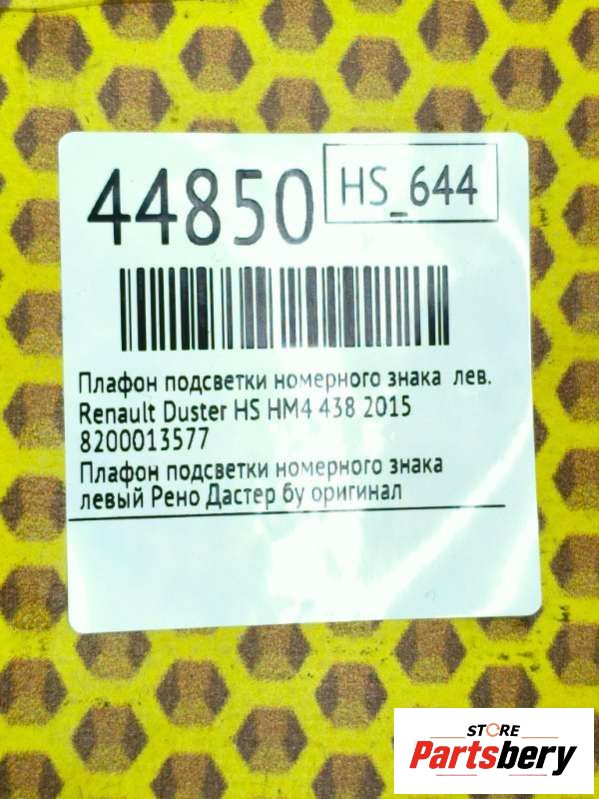 44850
HS_644
Плафон подсветки номерного знака лев.
Renault Duster HS HM4 438 2015
8200013577
Плафон подсветки номерного знака
левый Рено Дастер бу оригинал
STORE
Partsbery